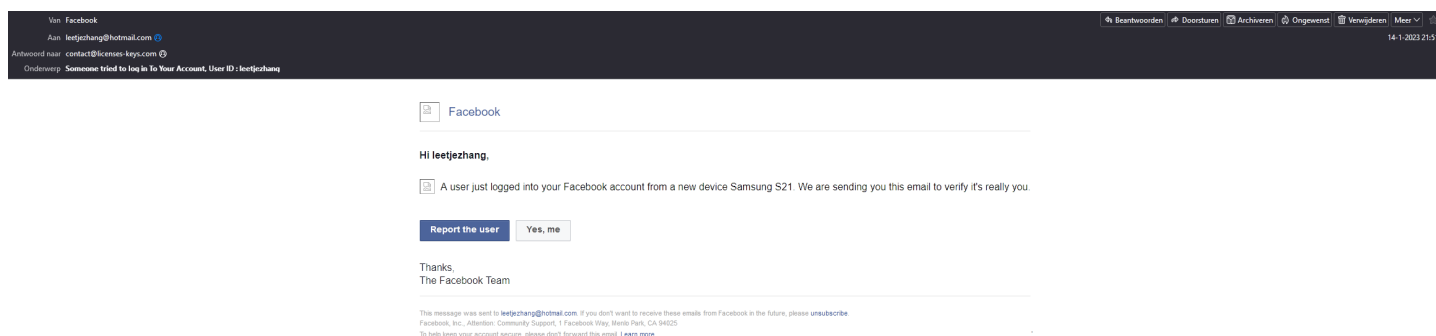 Van Facebook
Beantwoorden Doorsturen Archiveren Ongewenst Verwijderen Meer
Aan leetjezhang@hotmail.com
14-1-2023 21:5
Antwoord naar contact@licenses-keys.com
Onderwerp Someone tried to log in To Your Account, User ID : leetjezhang
Facebook
Hi leetjezhang,
A user just logged into your Facebook account from a new device Samsung S21. We are sending you this email to verify it's really you.
Report the user Yes, me
Thanks,
The Facebook Team
This message was sent to leetjezhang@hotmail.com. If you don't want to receive these emails from Facebook in the future, please unsubscribe.
Facebook, Inc., Attention: Community Support, 1 Facebook Way, Menlo Park, CA 94025
To help keep your account secure, please don't forward this email. Learn more